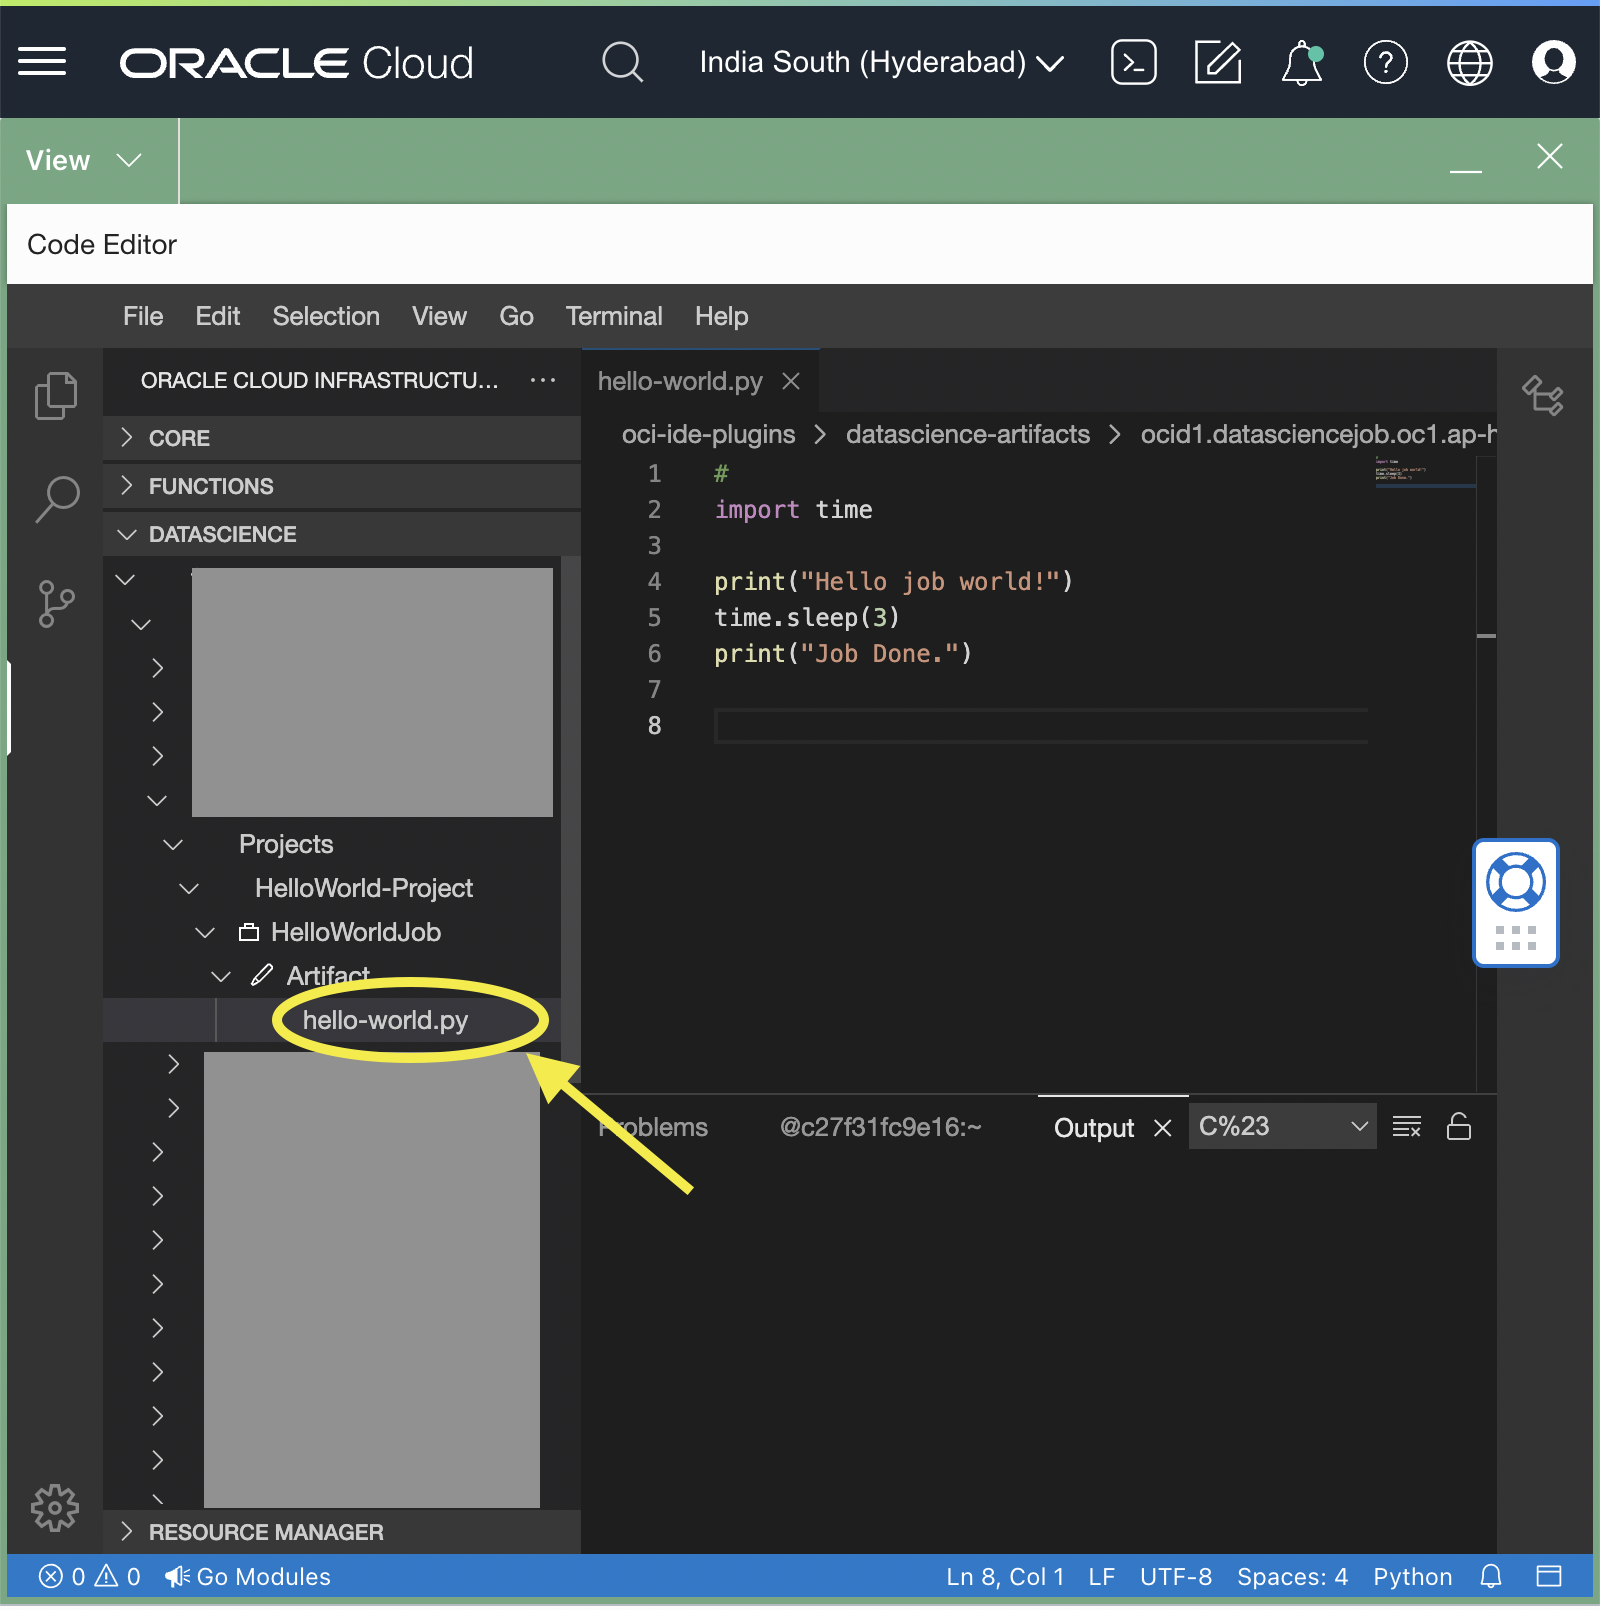 ORACLE Cloud
India South (Hyderabad)
View
Code Editor
File Edit Selection View Go Terminal Help
ORACLE CLOUD INFRASTRUCTU...
CORE
FUNCTIONS
DATASCIENCE
Projects
HelloWorld-Project
HelloWorldJob
Artifact
hello-world.py
RESOURCE MANAGER
hello-world.py
oci-ide-plugins > datascience-artifacts > ocid1.datasciencejob.oc1.ap-h
1 #
2 import time
3
4 print("Hello job world!")
5 time.sleep(3)
6 print("Job Done.")
7
8
Problems @c27f31fc9e16:~ Output C%23
0 0 Go Modules Ln 8, Col 1 LF UTF-8 Spaces: 4 Python